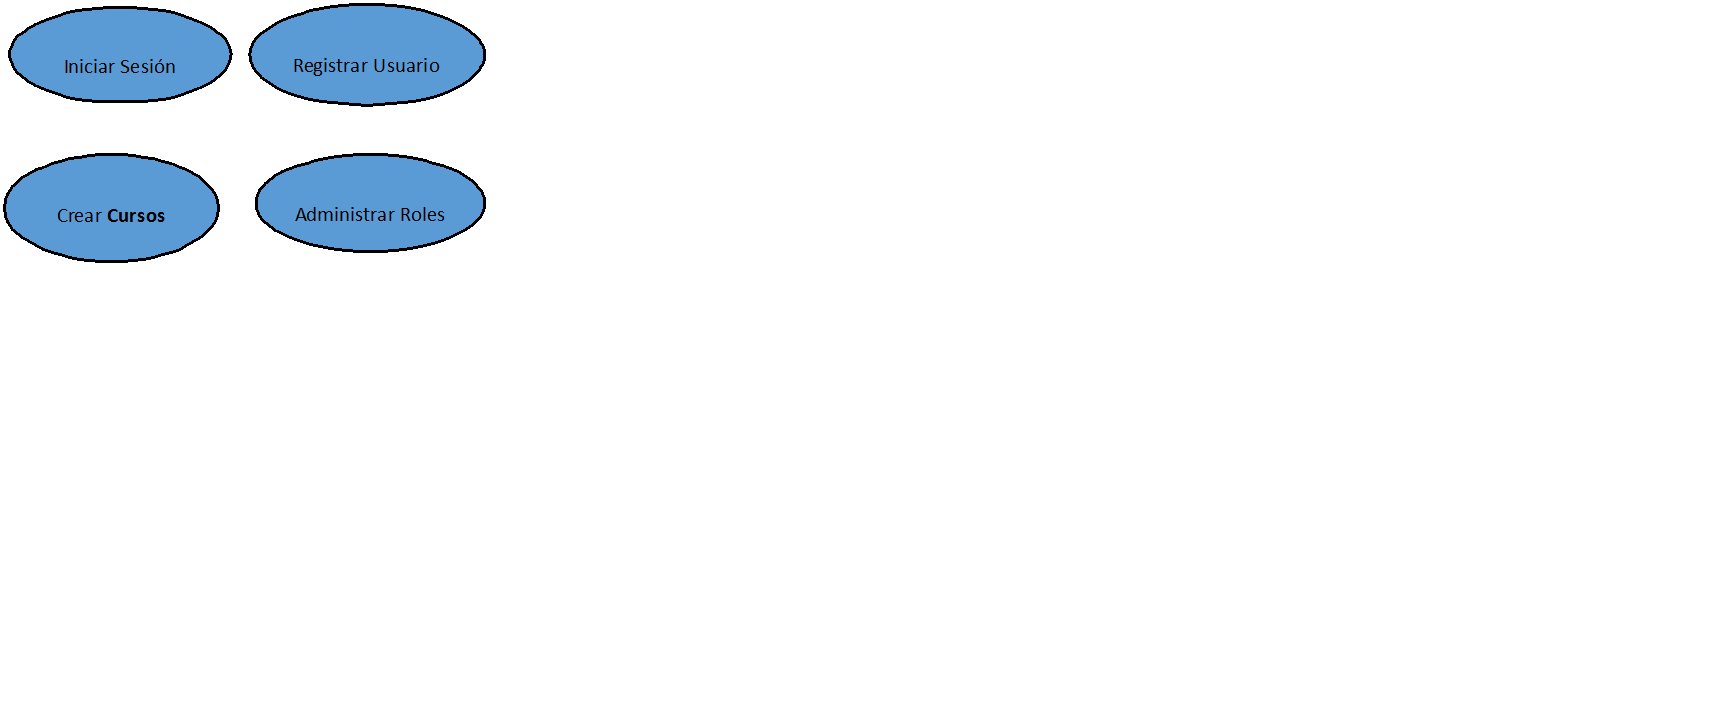 Iniciar Sesión
Registrar Usuario
Crear Cursos
Administrar Roles